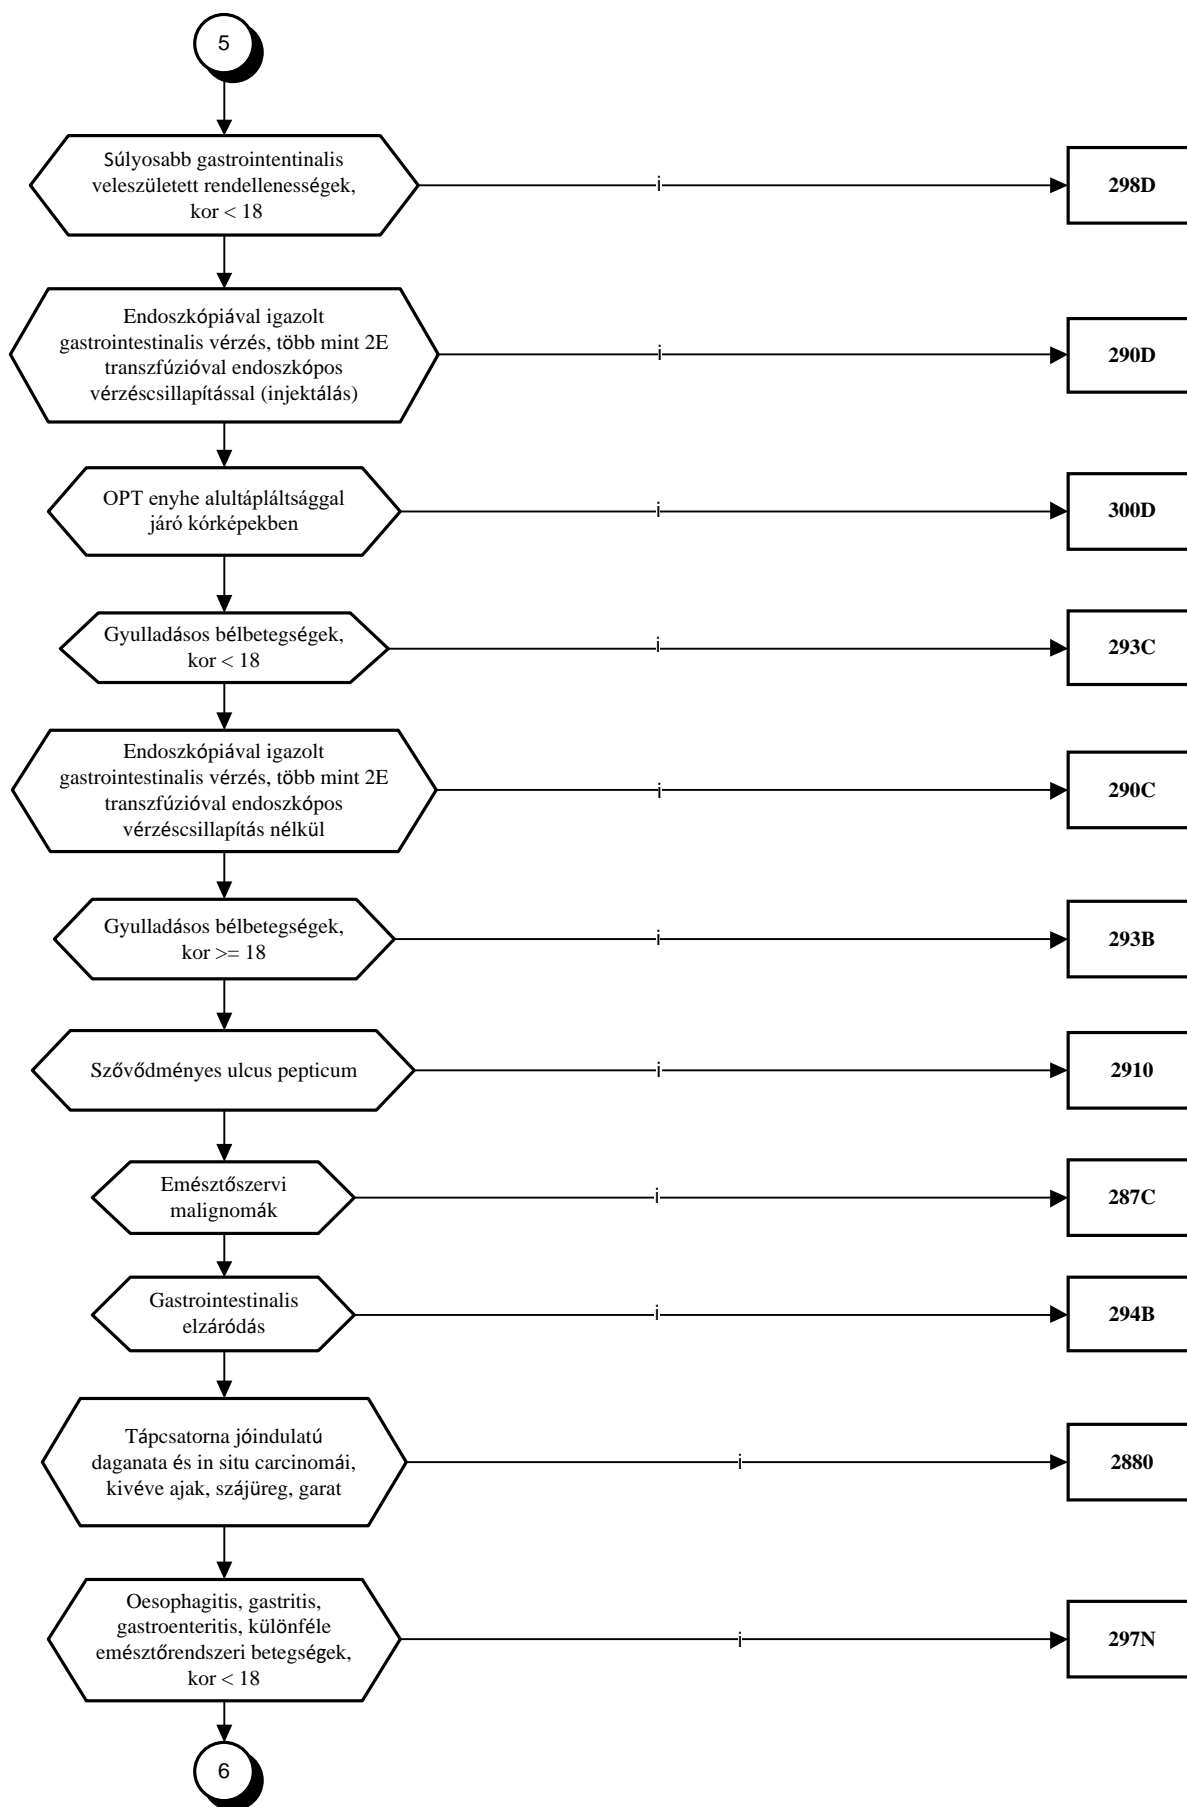 5
Súlyosabb gastrointentinalis
veleszületett rendellenességek,
kor < 18
i
298D
Endoszkópiával igazolt
gastrointestinalis vérzés, több mint 2E
transzfúzióval endoszkópos
vérzéscsillapítással (injektálás)
i
290D
OPT enyhe alultápláltsággal
járó kórképekben
i
300D
Gyulladásos bélbetegségek,
kor < 18
i
293C
Endoszkópiával igazolt
gastrointestinalis vérzés, több mint 2E
transzfúzióval endoszkópos
vérzéscsillapítás nélkül
i
290C
Gyulladásos bélbetegségek,
kor >= 18
i
293B
Szővődményes ulcus pepticum
i
2910
Emésztőszervi
malignomák
i
287C
Gastrointestinalis
elzáródás
i
294B
Tápcsatorna jóindulatú
daganata és in situ carcinomái,
kivéve ajak, szájüreg, garat
i
2880
Oesophagitis, gastritis,
gastroenteritis, különféle
emésztőrendszeri betegségek,
kor < 18
i
297N
6